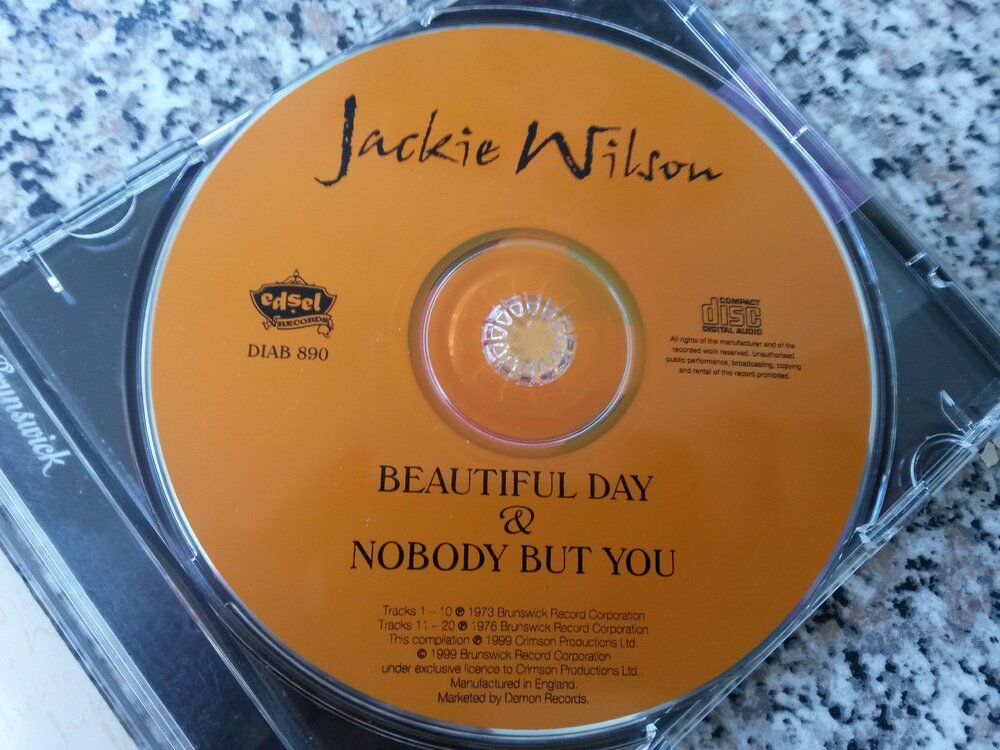 Jackie Wilson
edsel
RECORDS
DIAB 890
COMPACT
disc
DIGITAL AUDIO
All rights of the manufacturer and of the
recorded work reserved. Unauthorised
public performance, broadcasting, copying
and rental of this record prohibited.
Brunswick
BEAUTIFUL DAY
&
NOBODY BUT YOU
Tracks 1 - 10 ℗ 1973 Brunswick Record Corporation
Tracks 11 - 20 ℗ 1976 Brunswick Record Corporation
This compilation ℗ 1999 Crimson Productions Ltd.
© 1999 Brunswick Record Corporation
under exclusive licence to Crimson Productions Ltd..
Manufactured in England.
Marketed by Demon Records.